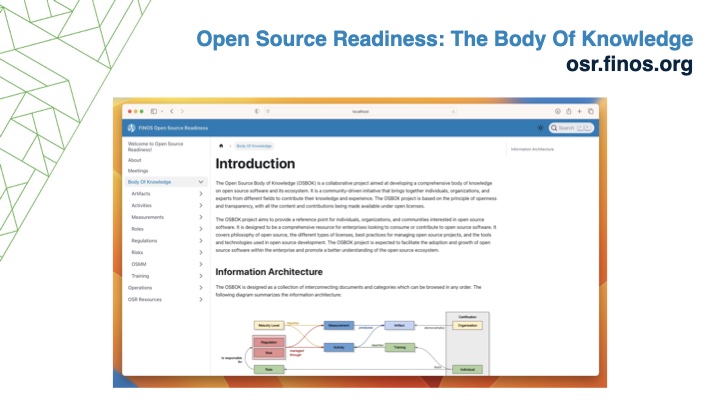 Open Source Readiness: The Body Of Knowledge
osr.finos.org
localhost
FINOS Open Source Readiness
Search
Welcome to Open Source
Readiness!
About
Meetings
Body Of Knowledge
Artifacts
Activities
Measurements
Roles
Regulations
Risks
OSMM
Training
Operations
OSR Resources
Body Of Knowledge
Introduction
The Open Source Body of Knowledge (OSBOK) is a collaborative project aimed at developing a comprehensive body of knowledge
on open source software and its ecosystem. It is a community-driven initiative that brings together individuals, organizations, and
experts from different fields to contribute their knowledge and experience. The OSBOK project is based on the principle of openness
and transparency, with all the content and contributions being made available under open licenses.
The OSBOK project aims to provide a reference point for individuals, organizations, and communities interested in open source
software. It is designed to be a comprehensive resource for enterprises looking to consume or contribute to open source software. It
covers philosophy of open source, the different types of licenses, best practices for managing open source projects, and the tools
and technologies used in open source development. The OSBOK project is expected to facilitate the adoption and growth of open
source software within the enterprise and promote a better understanding of the open source ecosystem.
Information Architecture
The OSBOK is designed as a collection of interconnecting documents and categories which can be browsed in any order. The
following diagram summarizes the information architecture:
Information Architecture
Certification
Maturity Level
Measurement
Artifact
Organisation
Regulation
Risk
managed
through
Activity
Training
is responsible
for
Role
Individual